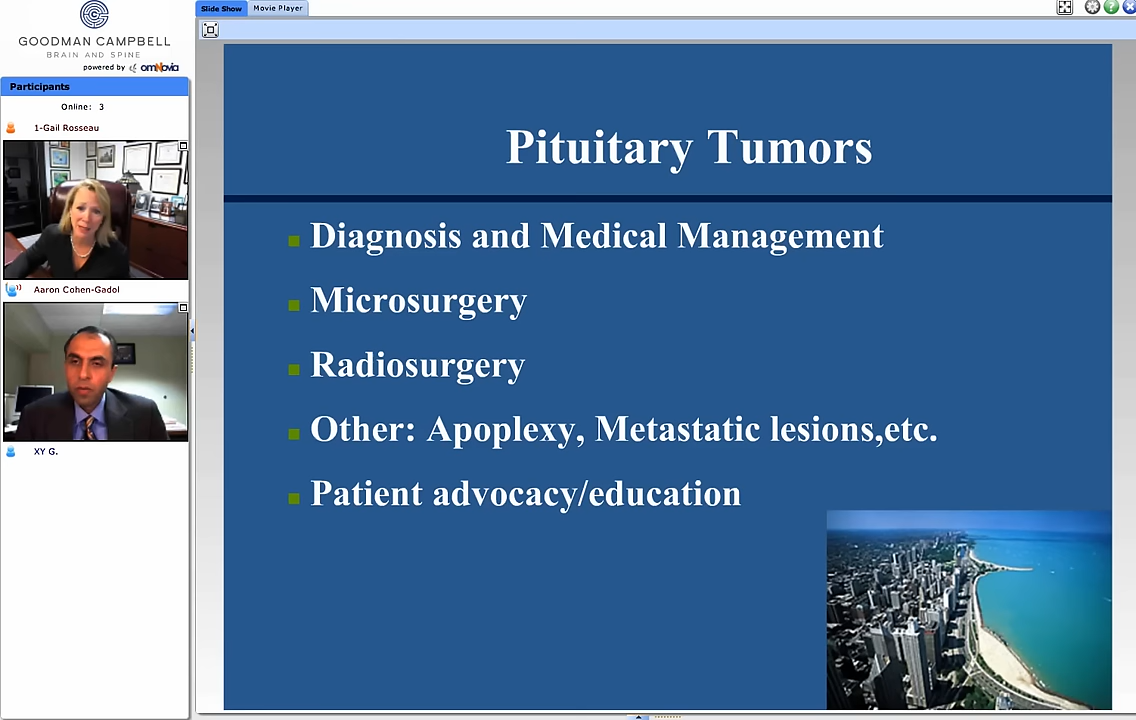 GOODMAN CAMPBELL
BRAIN AND SPINE
powered by omNovia
Participants
Online: 3
1-Gail Rosseau
Aaron Cohen-Gadol
XY G.
Slide Show
Movie Player
Pituitary Tumors
Diagnosis and Medical Management
Microsurgery
Radiosurgery
Other: Apoplexy, Metastatic lesions,etc.
Patient advocacy/education